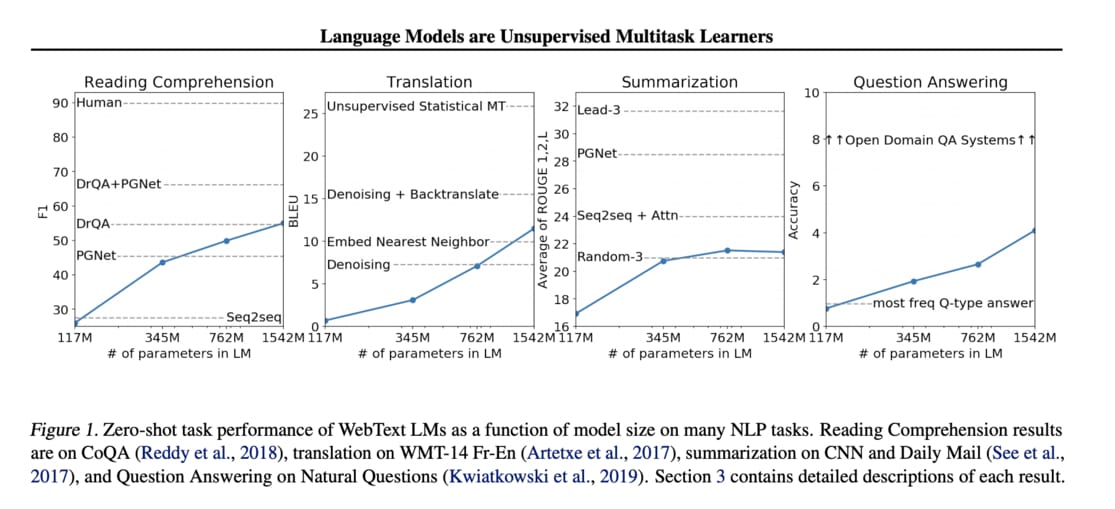 Language Models are Unsupervised Multitask Learners
Reading Comprehension
90
80
70
60
50
40
30
F1
Human
DrQA+PGNet
DrQA
PGNet
Seq2seq
117M 345M 762M 1542M
# of parameters in LM
Translation
25
20
15
10
5
0
BLEU
Unsupervised Statistical MT
Denoising + Backtranslate
Embed Nearest Neighbor
Denoising
117M 345M 762M 1542M
# of parameters in LM
Summarization
32
30
28
26
24
22
20
18
16
Average of ROUGE 1,2,L
Lead-3
PGNet
Seq2seq + Attn
Random-3
117M 345M 762M 1542M
# of parameters in LM
Question Answering
10
8
6
4
2
0
Accuracy
↑↑Open Domain QA Systems↑↑
most freq Q-type answer
117M 345M 762M 1542M
# of parameters in LM
Figure 1. Zero-shot task performance of WebText LMs as a function of model size on many NLP tasks. Reading Comprehension results
are on CoQA (Reddy et al., 2018), translation on WMT-14 Fr-En (Artetxe et al., 2017), summarization on CNN and Daily Mail (See et al.,
2017), and Question Answering on Natural Questions (Kwiatkowski et al., 2019). Section 3 contains detailed descriptions of each result.